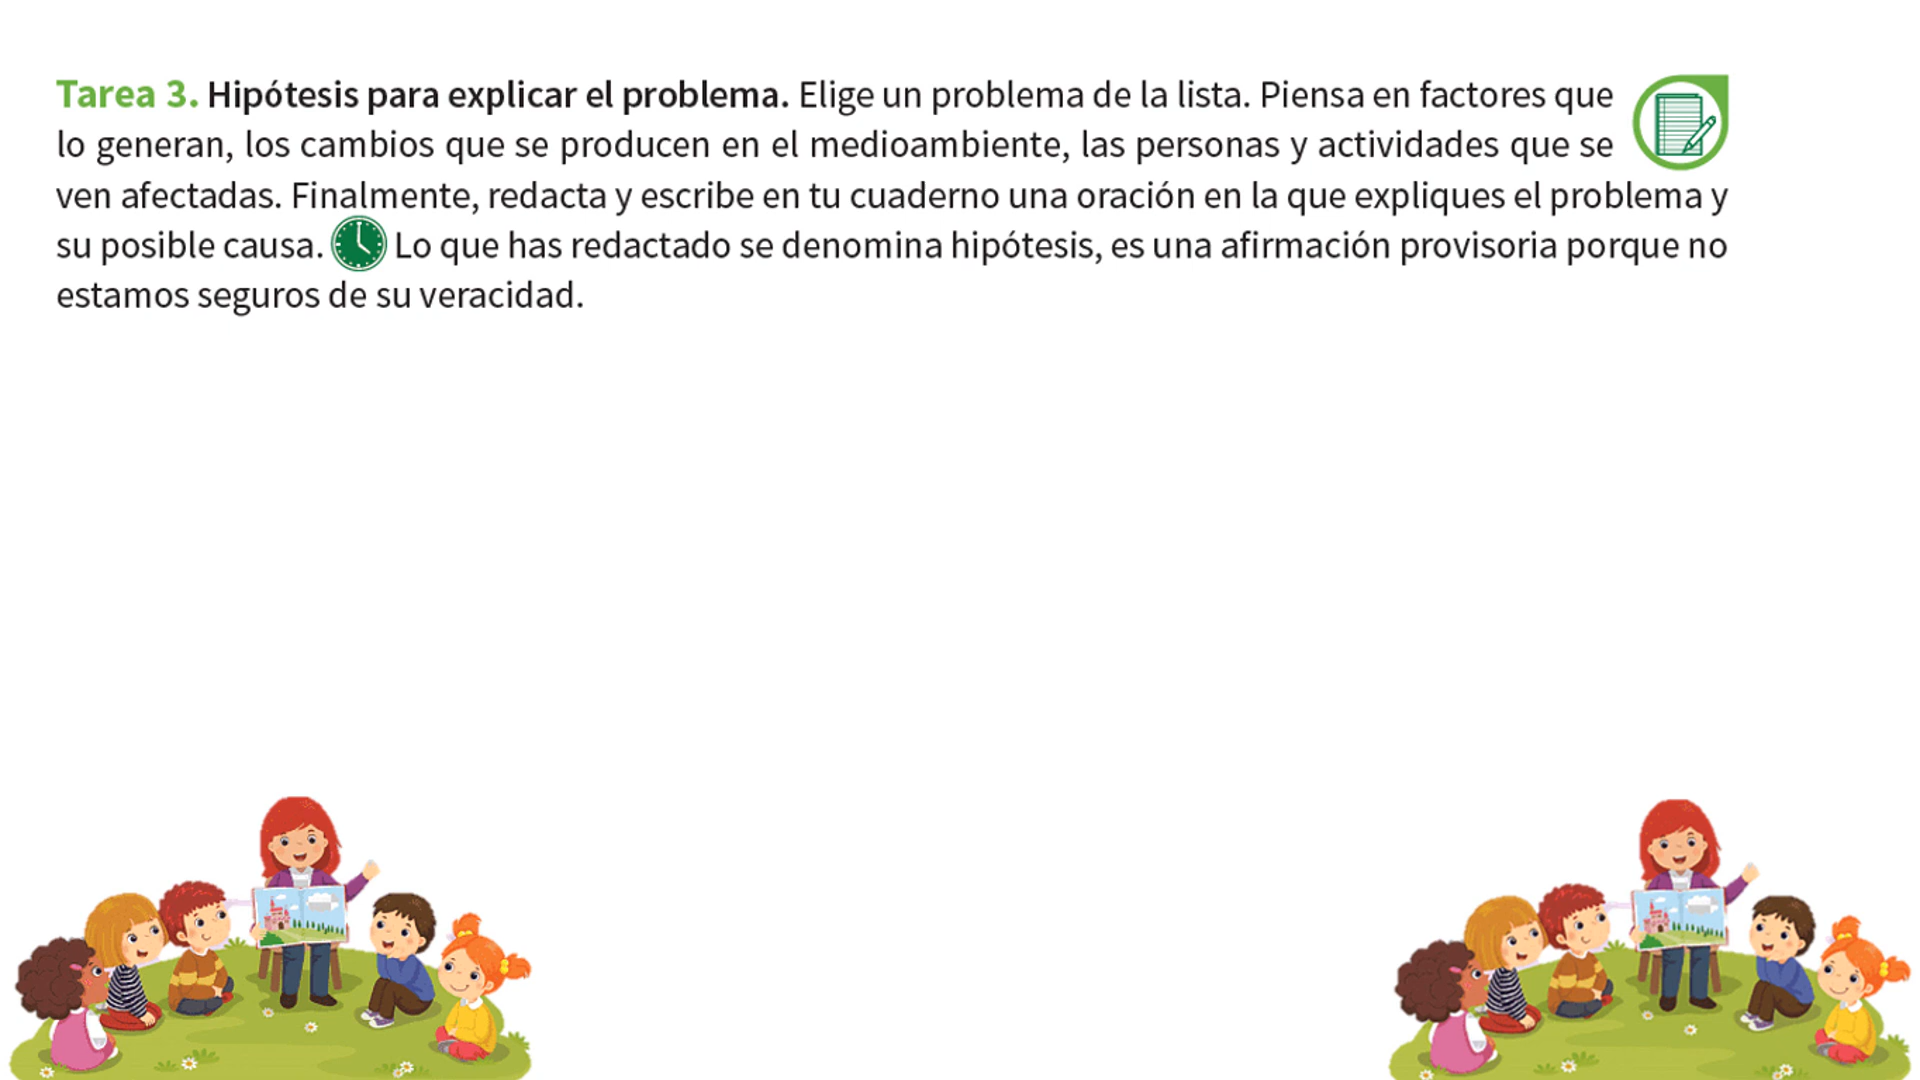 Tarea 3. Hipótesis para explicar el problema. Elige un problema de la lista. Piensa en factores que
lo generan, los cambios que se producen en el medioambiente, las personas y actividades que se
ven afectadas. Finalmente, redacta y escribe en tu cuaderno una oración en la que expliques el problema y
su posible causa. Lo que has redactado se denomina hipótesis, es una afirmación provisoria porque no
estamos seguros de su veracidad.